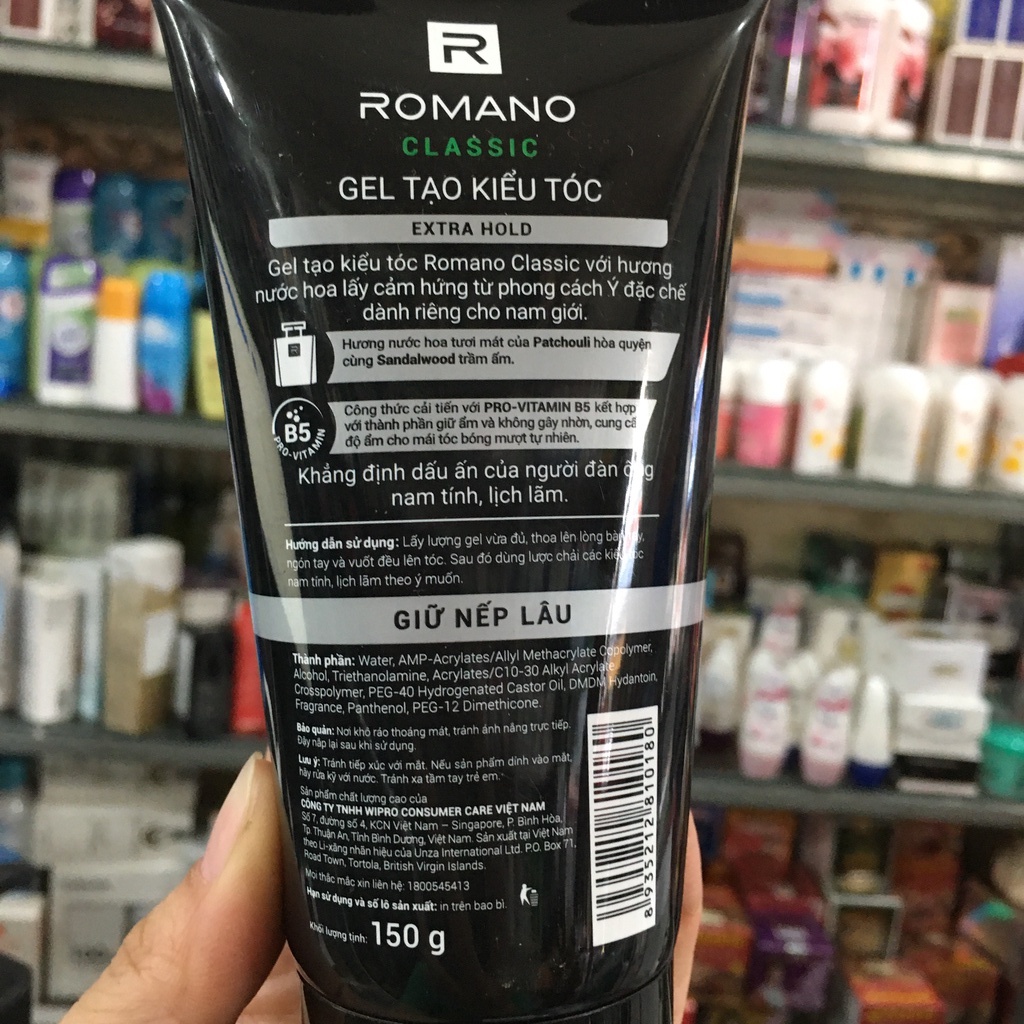 R
ROMANO
CLASSIC
GEL TẠO KIỂU TÓC
EXTRA HOLD
Gel tạo kiểu tóc Romano Classic với hương
nước hoa lấy cảm hứng từ phong cách Ý đặc chế
dành riêng cho nam giới.
Hương nước hoa tươi mát của Patchouli hòa quyện
cùng Sandalwood trầm ấm.
B5
PRO-VITAMIN
Công thức cải tiến với PRO-VITAMIN B5 kết hợp
với thành phần giữ ẩm và không gây nhờn, cung cấ
độ ẩm cho mái tóc bóng mượt tự nhiên.
Khẳng định dấu ấn của người đàn ông
nam tính, lịch lãm.
Hướng dẫn sử dụng: Lấy lượng gel vừa đủ, thoa lên lòng bàn tay,
ngón tay và vuốt đều lên tóc. Sau đó dùng lược chải các kiểu tóc
nam tính, lịch lãm theo ý muốn.
GIỮ NẾP LÂU
Thành phần: Water, AMP-Acrylates/Allyl Methacrylate Copolymer,
Alcohol, Triethanolamine, Acrylates/C10-30 Alkyl Acrylate
Crosspolymer, PEG-40 Hydrogenated Castor Oil, DMDM Hydantoin,
Fragrance, Panthenol, PEG-12 Dimethicone.
Bảo quản: Nơi khô ráo thoáng mát, tránh ánh nắng trực tiếp.
Đậy nắp lại sau khi sử dụng.
Lưu ý: Tránh tiếp xúc với mắt. Nếu sản phẩm dính vào mắt,
hãy rửa kỹ với nước. Tránh xa tầm tay trẻ em.
Sản phẩm chất lượng cao của
CÔNG TY TNHH WIPRO CONSUMER CARE VIỆT NAM
Số 7, đường số 4, KCN Việt Nam – Singapore, P. Bình Hòa,
Tp. Thuận An, Tỉnh Bình Dương, Việt Nam. Sản xuất tại Việt Nam
theo Li-xăng nhãn hiệu của Unza International Ltd. P.O. Box 71,
Road Town, Tortola, British Virgin Islands.
Mọi thắc mắc xin liên hệ: 1800545413
Hạn sử dụng và số lô sản xuất: in trên bao bì.
Khối lượng tịnh: 150 g
8 935212 810180